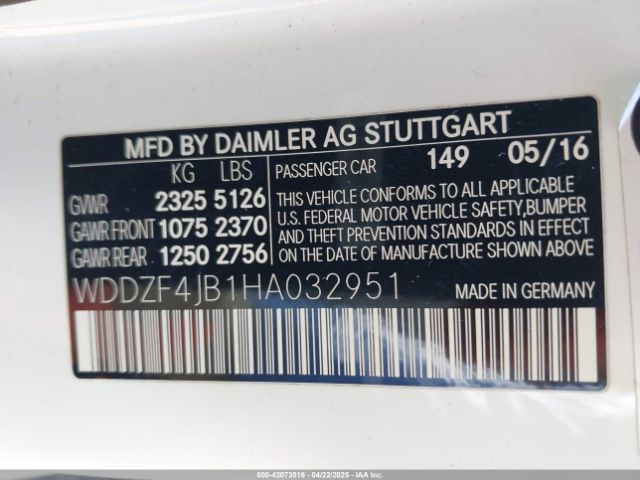 MFD BY DAIMLER AG STUTTGART
KG LBS PASSENGER CAR 149 05/16
GVWR 2325 5126 THIS VEHICLE CONFORMS TO ALL APPLICABLE
U.S. FEDERAL MOTOR VEHICLE SAFETY,BUMPER
GAWR FRONT 1075 2370 AND THEFT PREVENTION STANDARDS IN EFFECT
GAWR REAR 1250 2756 ON THE DATE OF MANUFACTURE SHOWN ABOVE.
WDDZF4JB1HA032951 MADE IN GERMANY
000-42073516 - 04/22/2025 - IAAI.COM